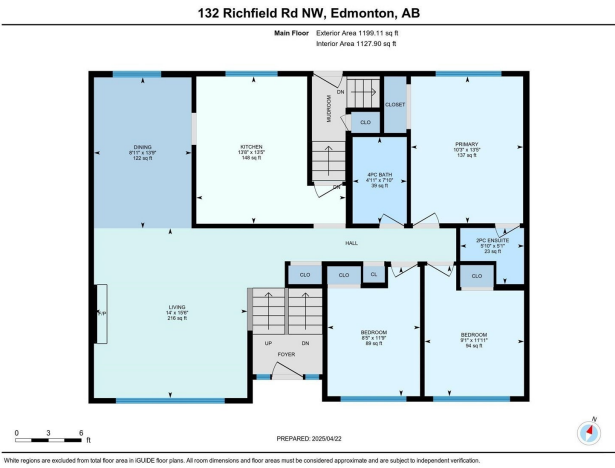 132 Richfield Rd NW, Edmonton, AB
Main Floor Exterior Area 1199.11 sq ft
Interior Area 1127.90 sq ft
DINING
8'11" x 13'9"
122 sq ft
KITCHEN
13'8" x 13'5"
148 sq ft
MUDROOM
DN
CLO
CLOSET
PRIMARY
10'3" x 13'5"
137 sq ft
4PC BATH
4'11" x 7'10"
39 sq ft
DN
HALL
2PC ENSUITE
5'10" x 5'1"
23 sq ft
CLO
CLO
CL
CLO
LIVING
14' x 15'8"
216 sq ft
F/P
UP
DN
FOYER
BEDROOM
8'5" x 11'9"
89 sq ft
BEDROOM
9'1" x 11'11"
94 sq ft
0 3 6 ft
PREPARED: 2025/04/22
N
White regions are excluded from total floor area in iGUIDE floor plans. All room dimensions and floor areas must be considered approximate and are subject to independent verification.